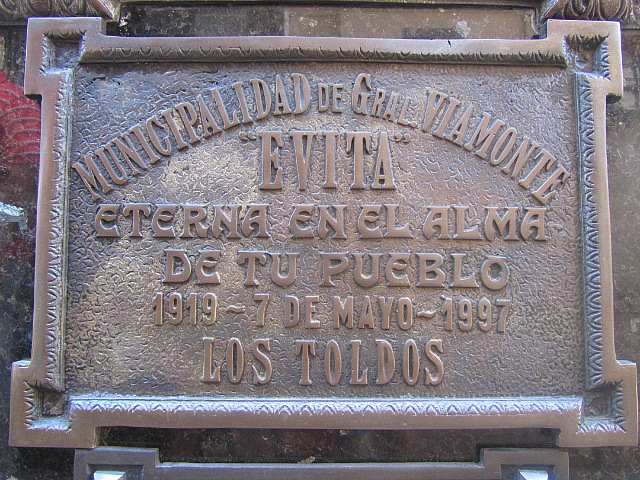 MUNICIPALIDAD DE GRAL. VIAMONTE
"EVITA"
ETERNA EN EL ALMA
DE TU PUEBLO
1919 ~ 7 DE MAYO ~ 1997
LOS TOLDOS